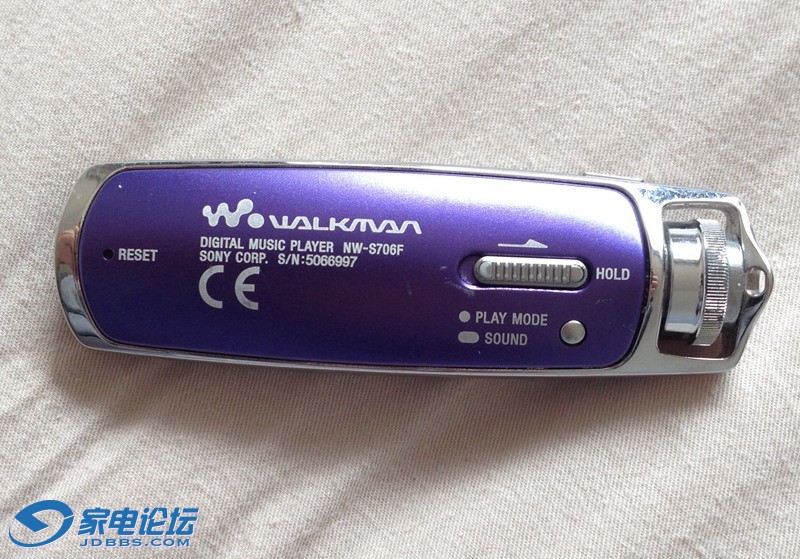 WALKMAN
DIGITAL MUSIC PLAYER NW-S706F
SONY CORP. S/N:5066997
CE
RESET
HOLD
PLAY MODE
SOUND
家电论坛
JDBBS.COM